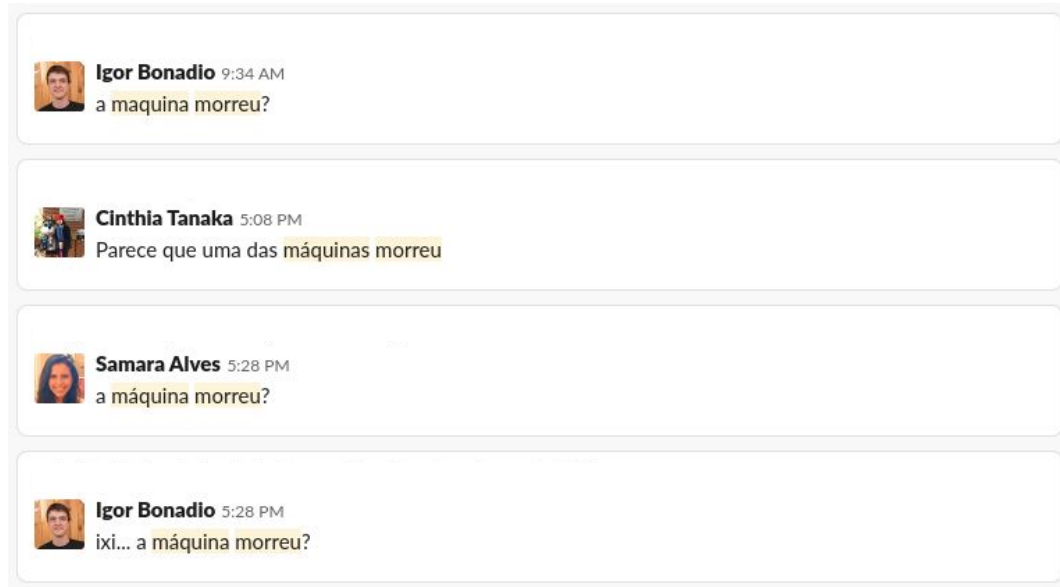 Igor Bonadio 9:34 AM
a maquina morreu?
Cinthia Tanaka 5:08 PM
Parece que uma das máquinas morreu
Samara Alves 5:28 PM
a máquina morreu?
Igor Bonadio 5:28 PM
ixi... a máquina morreu?